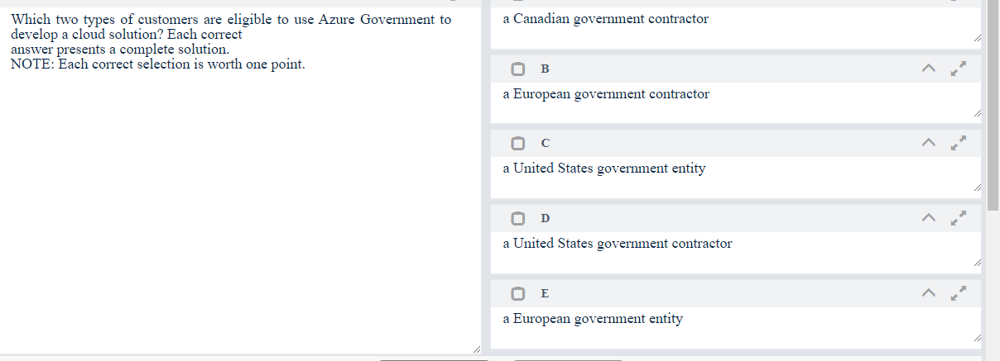 Which two types of customers are eligible to use Azure Government to
develop a cloud solution? Each correct
answer presents a complete solution.
NOTE: Each correct selection is worth one point.
a Canadian government contractor
B
a European government contractor
C
a United States government entity
D
a United States government contractor
E
a European government entity